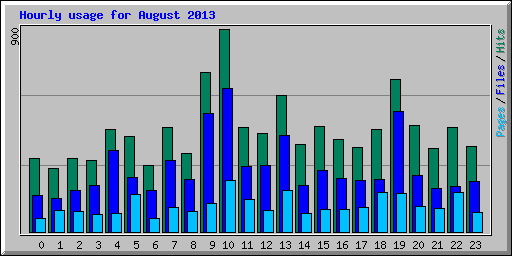 Hourly usage for August 2013
900
Pages/Files/Hits
0 1 2 3 4 5 6 7 8 9 10 11 12 13 14 15 16 17 18 19 20 21 22 23